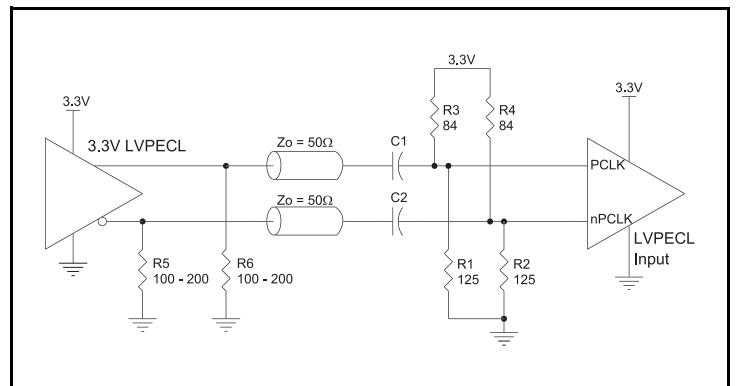 3.3V
3.3V LVPECL
Zo = 50Ω
C1
3.3V
R3
84
R4
84
3.3V
PCLK
Zo = 50Ω
C2
nPCLK
LVPECL
Input
R5
100 - 200
R6
100 - 200
R1
125
R2
125